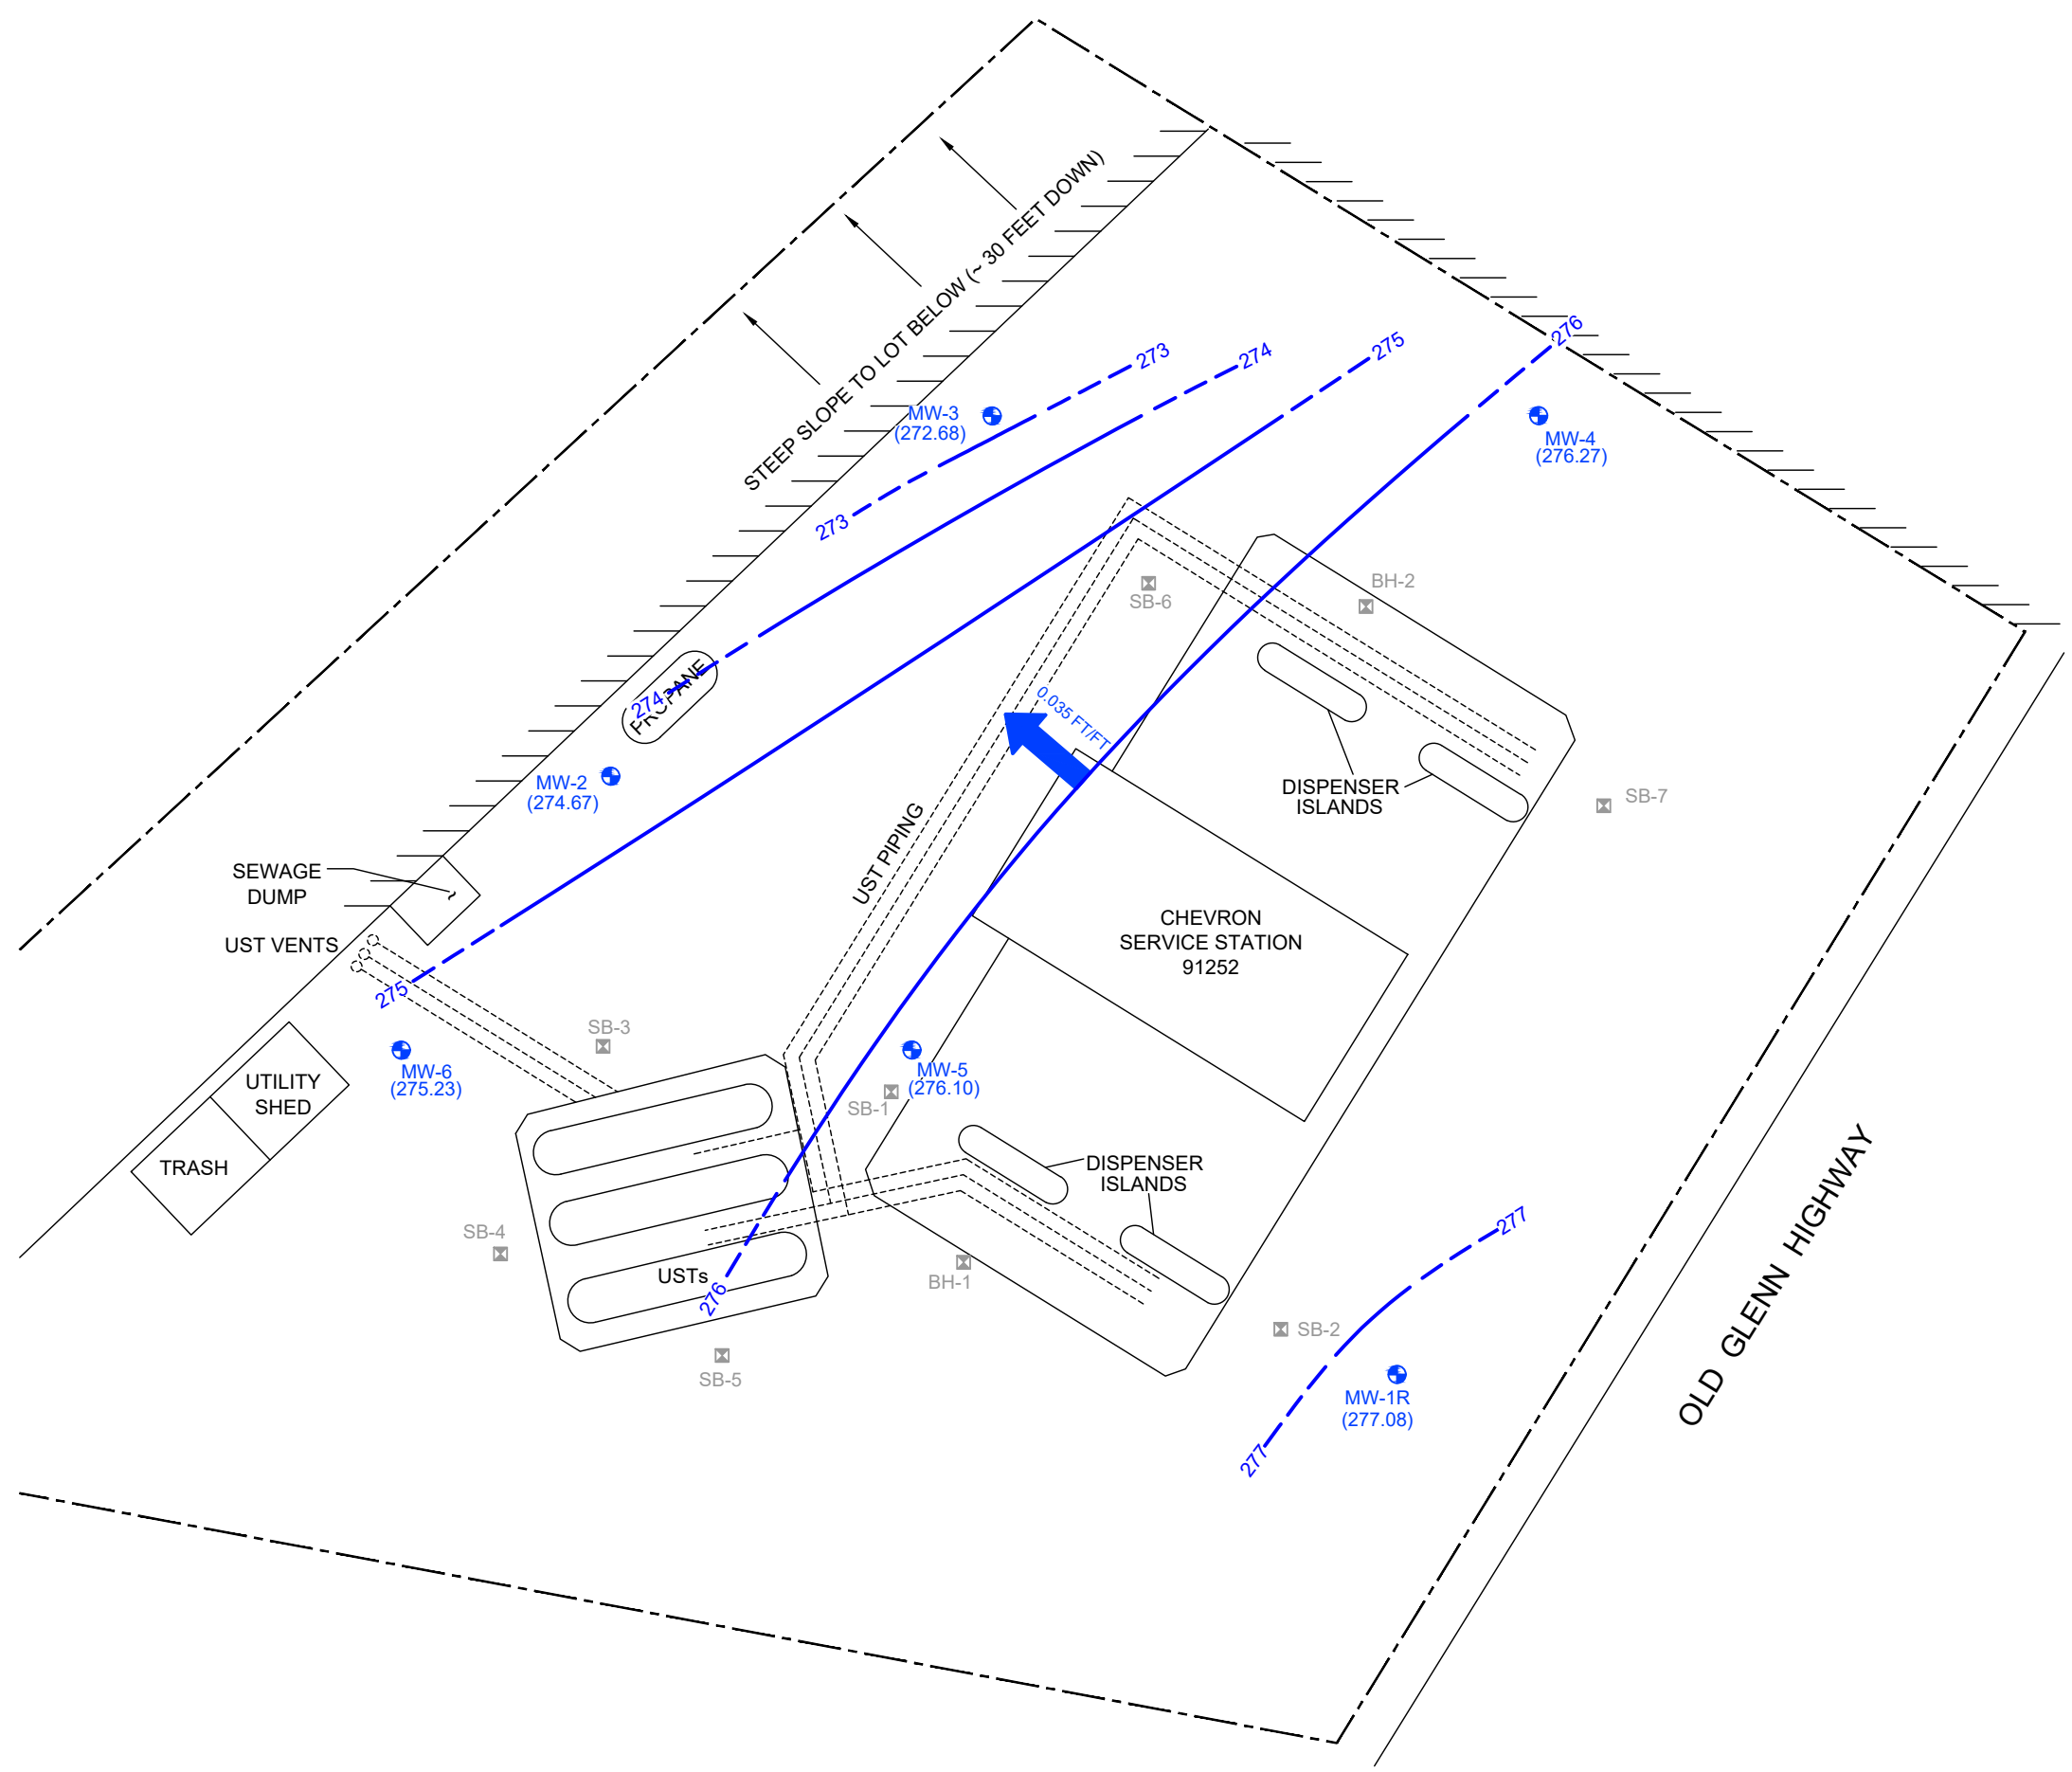 STEEP SLOPE TO LOT BELOW (~ 30 FEET DOWN)
276
273
274
275
MW-3
(272.68)
MW-4
(276.27)
273
BH-2
SB-6
274
PROPANE
0.035 FT/FT
MW-2
(274.67)
DISPENSER
ISLANDS
SB-7
UST PIPING
SEWAGE
DUMP
~
UST VENTS
CHEVRON
SERVICE STATION
91252
275
SB-3
MW-6
(275.23)
MW-5
(276.10)
UTILITY
SHED
SB-1
TRASH
DISPENSER
ISLANDS
OLD GLENN HIGHWAY
277
SB-4
USTs
BH-1
276
SB-2
SB-5
MW-1R
(277.08)
277